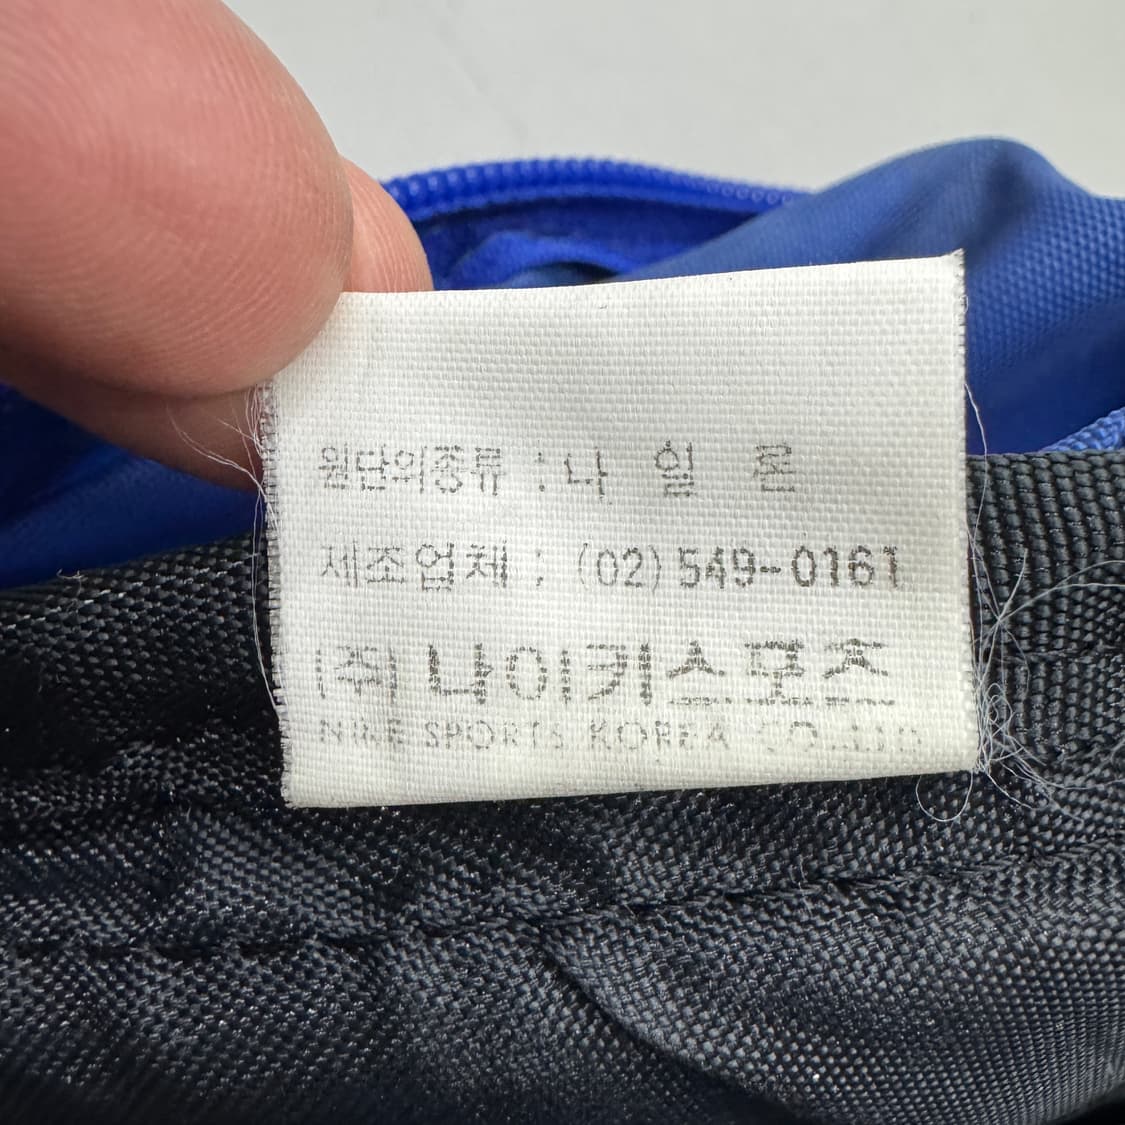 원단의종류 : 나 일 론
제조업체 : (02) 549-0161
(주) 나이키스포츠
NIKE SPORTS KOREA CO.,LTD